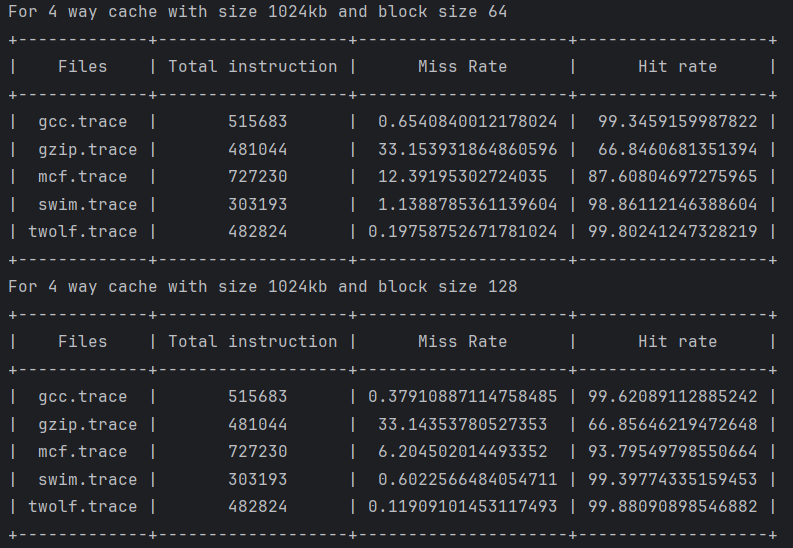 For 4 way cache with size 1024kb and block size 64
+-------------+-------------------+---------------------+-------------------+
|    Files    | Total instruction |      Miss Rate      |      Hit rate     |
+-------------+-------------------+---------------------+-------------------+
|  gcc.trace  |       515683      |  0.6540840012178024 |  99.3459159987822 |
|  gzip.trace |       481044      |  33.153931864860596 |  66.8460681351394 |
|  mcf.trace  |       727230      |  12.39195302724035  | 87.60804697275965 |
|  swim.trace |       303193      |  1.1388785361139604 | 98.86112146388604 |
| twolf.trace |       482824      | 0.19758752671781024 | 99.80241247328219 |
+-------------+-------------------+---------------------+-------------------+
For 4 way cache with size 1024kb and block size 128
+-------------+-------------------+---------------------+-------------------+
|    Files    | Total instruction |      Miss Rate      |      Hit rate     |
+-------------+-------------------+---------------------+-------------------+
|  gcc.trace  |       515683      | 0.37910887114758485 | 99.62089112885242 |
|  gzip.trace |       481044      |  33.14353780527353  | 66.85646219472648 |
|  mcf.trace  |       727230      |  6.204502014493352  | 93.79549798550664 |
|  swim.trace |       303193      |  0.6022566484054711 | 99.39774335159453 |
| twolf.trace |       482824      | 0.11909101453117493 | 99.88090898546882 |
+-------------+-------------------+---------------------+-------------------+